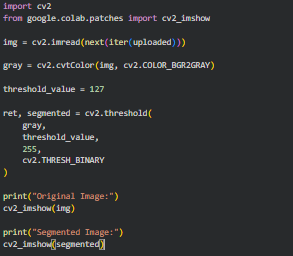 import cv2
from google.colab.patches import cv2_imshow
img = cv2.imread(next(iter(uploaded)))
gray = cv2.cvtColor(img, cv2.COLOR_BGR2GRAY)
threshold_value = 127
ret, segmented = cv2.threshold(
    gray,
    threshold_value,
    255,
    cv2.THRESH_BINARY
)
print("Original Image:")
cv2_imshow(img)
print("Segmented Image:")
cv2_imshow(segmented)